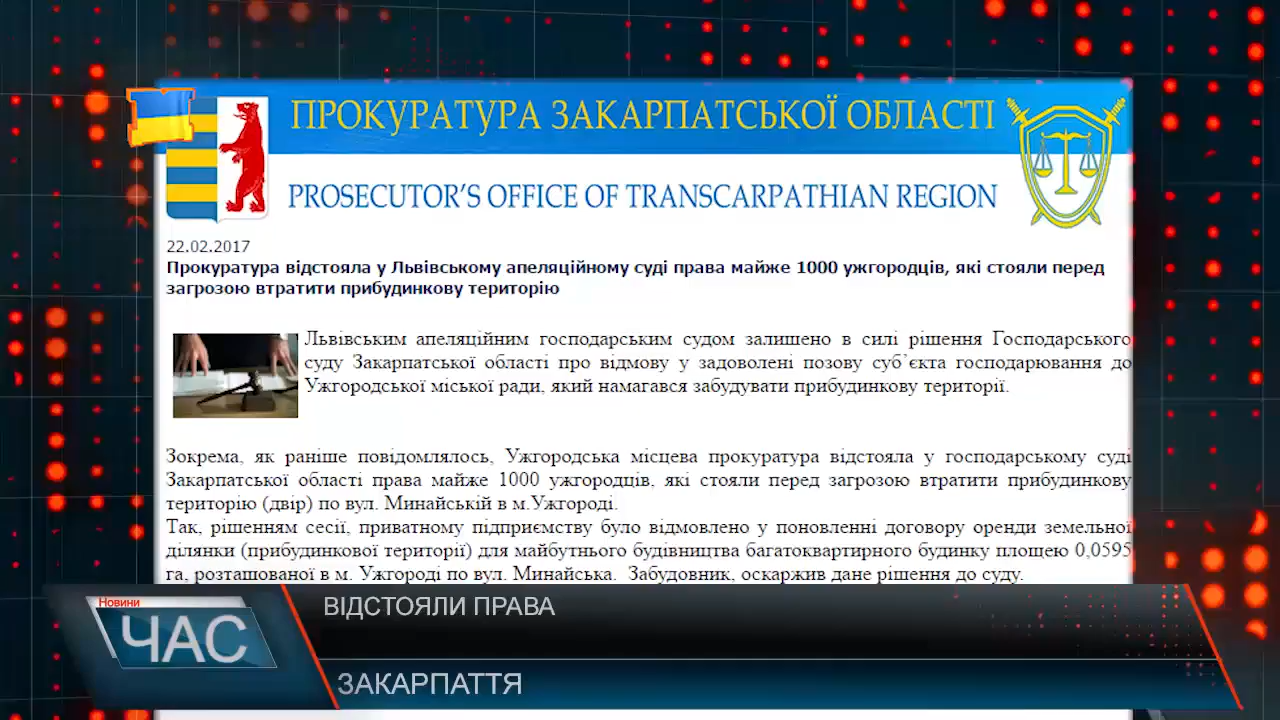 ПРОКУРАТУРА ЗАКАРПАТСЬКОЇ ОБЛАСТІ
PROSECUTOR'S OFFICE OF TRANSCARPATHIAN REGION
22.02.2017
Прокуратура відстояла у Львівському апеляційному суді права майже 1000 ужгородців, які стояли перед
загрозою втратити прибудинкову територію
Львівським апеляційним господарським судом залишено в силі рішення Господарського
суду Закарпатської області про відмову у задоволені позову суб᾿єкта господарювання до
Ужгородської міської ради, який намагався забудувати прибудинкову території.
Зокрема, як раніше повідомлялось, Ужгородська місцева прокуратура відстояла у господарському суді
Закарпатської області права майже 1000 ужгородців, які стояли перед загрозою втратити прибудинкову
територію (двір) по вул. Минайській в м.Ужгороді.
Так, рішенням сесії, приватному підприємству було відмовлено у поновленні договору оренди земельної
ділянки (прибудинкової території) для майбутнього будівництва багатоквартирного будинку площею 0,0595
га, розташованої в м. Ужгороді по вул. Минайська. Забудовник, оскаржив дане рішення до суду.
Новини
ЧАС
ВІДСТОЯЛИ ПРАВА
ЗАКАРПАТТЯ